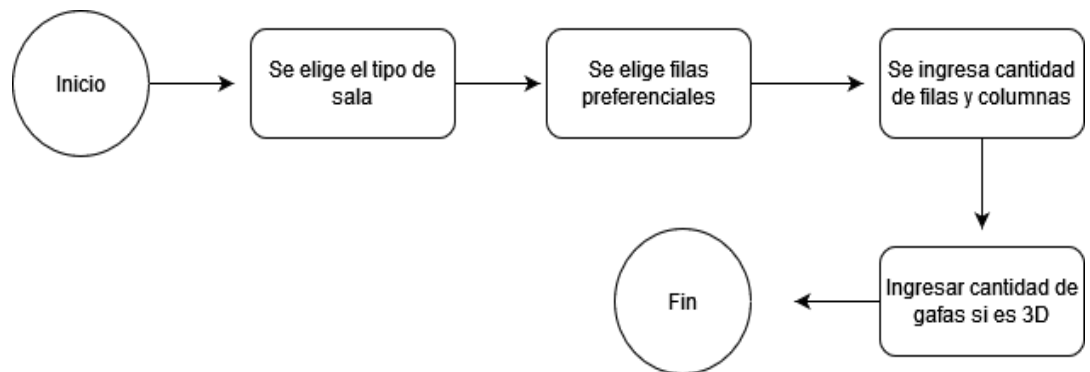 Inicio
Se elige el tipo de
sala
Se elige filas
preferenciales
Se ingresa cantidad
de filas y columnas
Ingresar cantidad de
gafas si es 3D
Fin